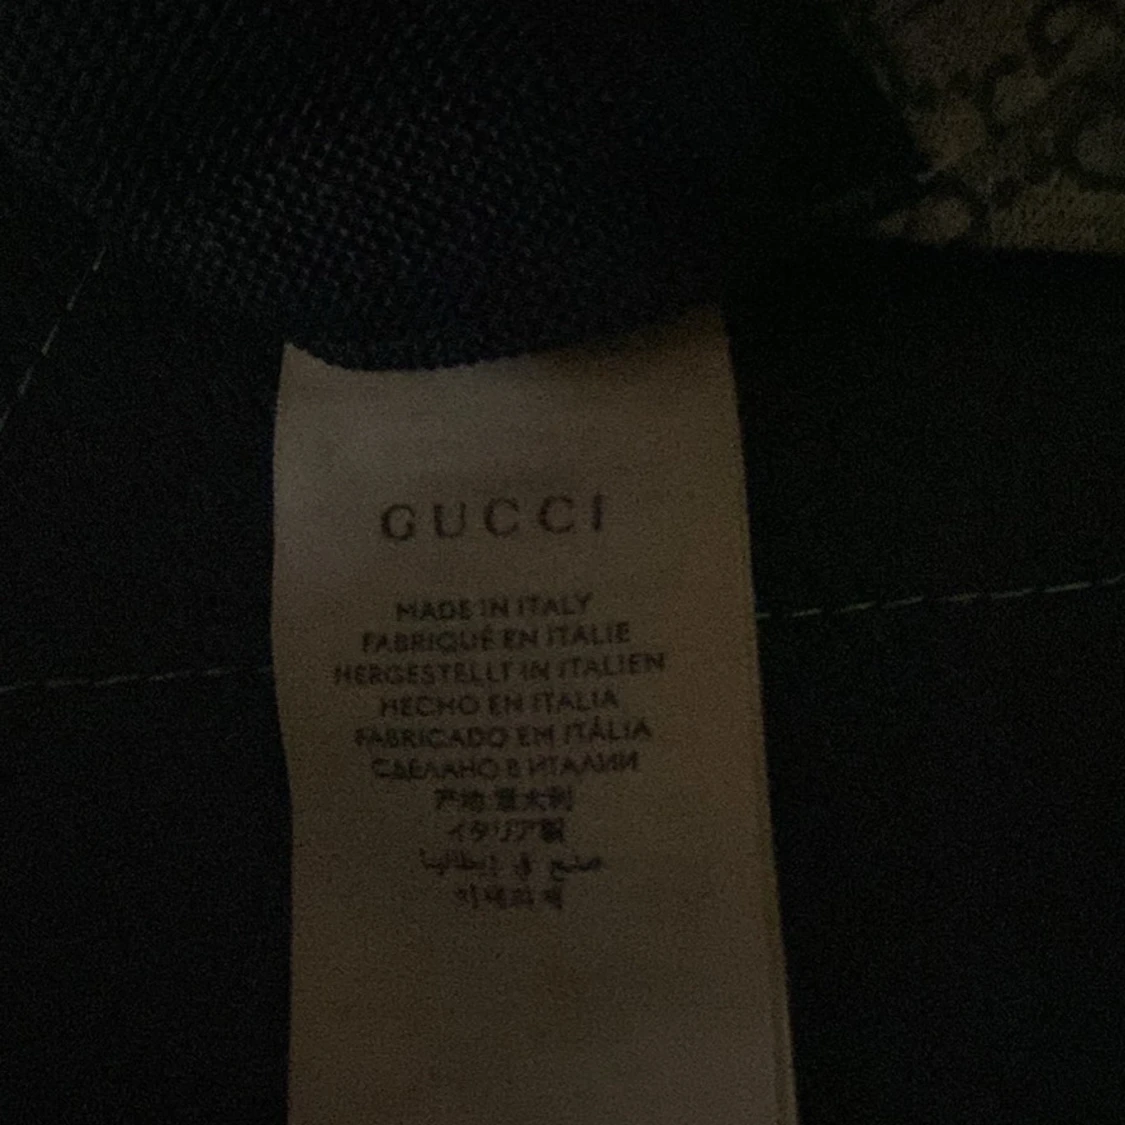 GUCCI
MADE IN ITALY
FABRIQUÉ EN ITALIE
HERGESTELLT IN ITALIEN
HECHO EN ITALIA
FABRICADO EM ITÁLIA
СДЕЛАНО В ИТАЛИИ
产地 意大利
イタリア製
صنع في إيطاليا